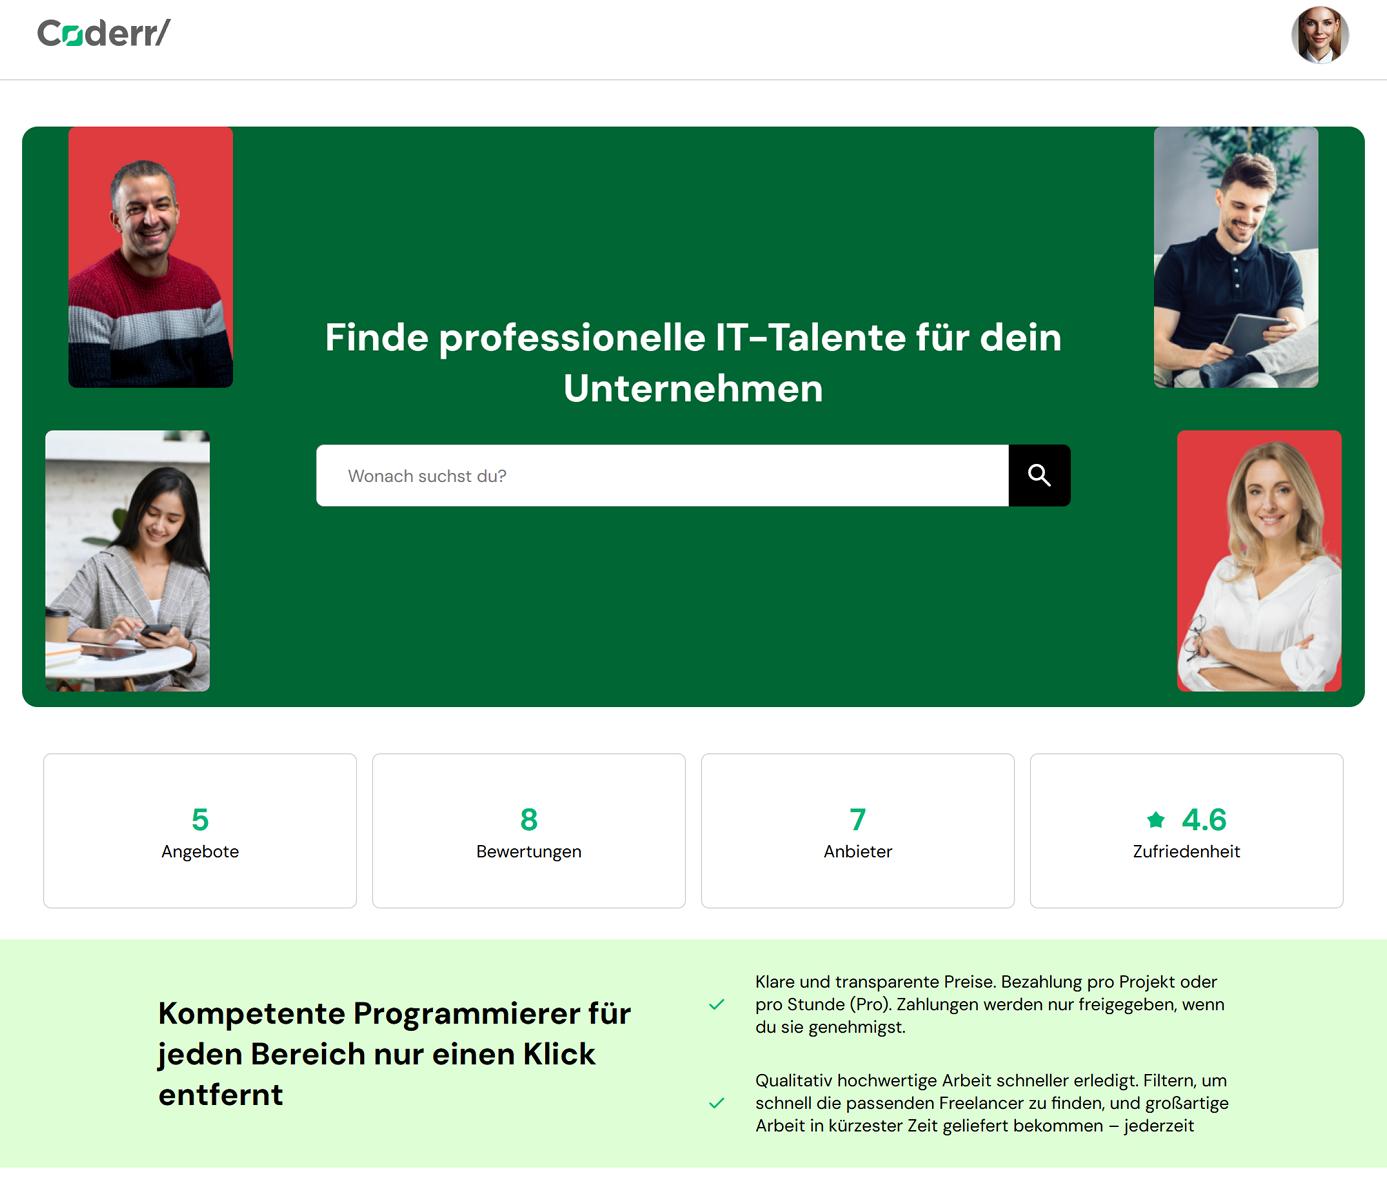 Coderr/
Finde professionelle IT-Talente für dein
Unternehmen
Wonach suchst du?
5
Angebote
8
Bewertungen
7
Anbieter
4.6
Zufriedenheit
Kompetente Programmierer für
jeden Bereich nur einen Klick
entfernt
Klare und transparente Preise. Bezahlung pro Projekt oder
pro Stunde (Pro). Zahlungen werden nur freigegeben, wenn
du sie genehmigst.
Qualitativ hochwertige Arbeit schneller erledigt. Filtern, um
schnell die passenden Freelancer zu finden, und großartige
Arbeit in kürzester Zeit geliefert bekommen – jederzeit